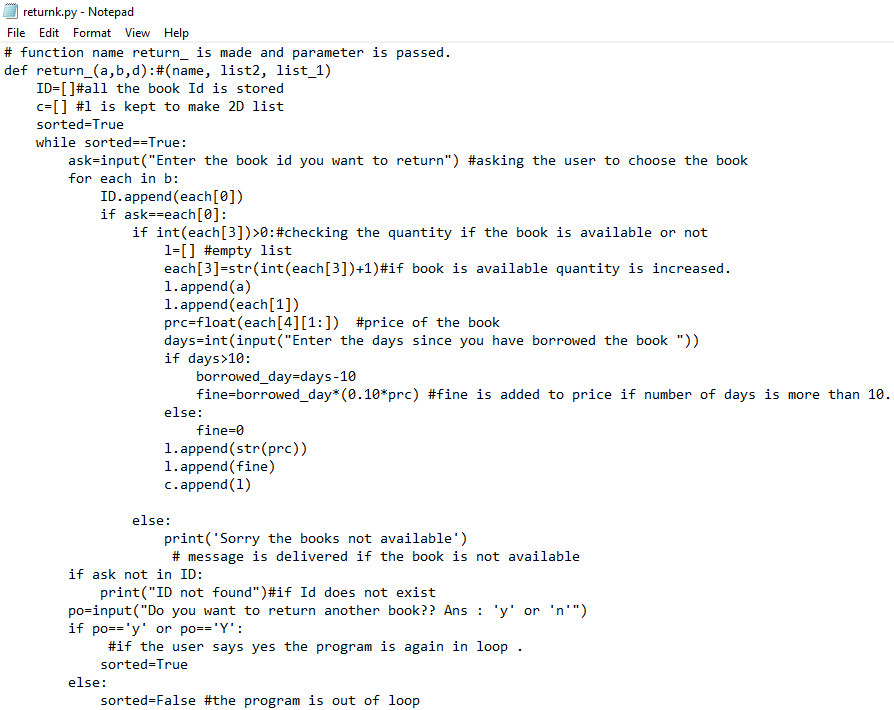 returnk.py - Notepad
File Edit Format View Help
# function name return_ is made and parameter is passed.
def return_(a,b,d):#(name, list2, list_1)
    ID=[]#all the book Id is stored
    c=[] #l is kept to make 2D list
    sorted=True
    while sorted==True:
        ask=input("Enter the book id you want to return") #asking the user to choose the book
        for each in b:
            ID.append(each[0])
            if ask==each[0]:
                if int(each[3])>0:#checking the quantity if the book is available or not
                    l=[] #empty list
                    each[3]=str(int(each[3])+1)#if book is available quantity is increased.
                    l.append(a)
                    l.append(each[1])
                    prc=float(each[4][1:])  #price of the book
                    days=int(input("Enter the days since you have borrowed the book "))
                    if days>10:
                        borrowed_day=days-10
                        fine=borrowed_day*(0.10*prc) #fine is added to price if number of days is more than 10.
                    else:
                        fine=0
                    l.append(str(prc))
                    l.append(fine)
                    c.append(l)
                else:
                    print('Sorry the books not available')
                     # message is delivered if the book is not available
        if ask not in ID:
            print("ID not found")#if Id does not exist
        po=input("Do you want to return another book?? Ans : 'y' or 'n'")
        if po=='y' or po=='Y':
             #if the user says yes the program is again in loop .
            sorted=True
        else:
            sorted=False #the program is out of loop